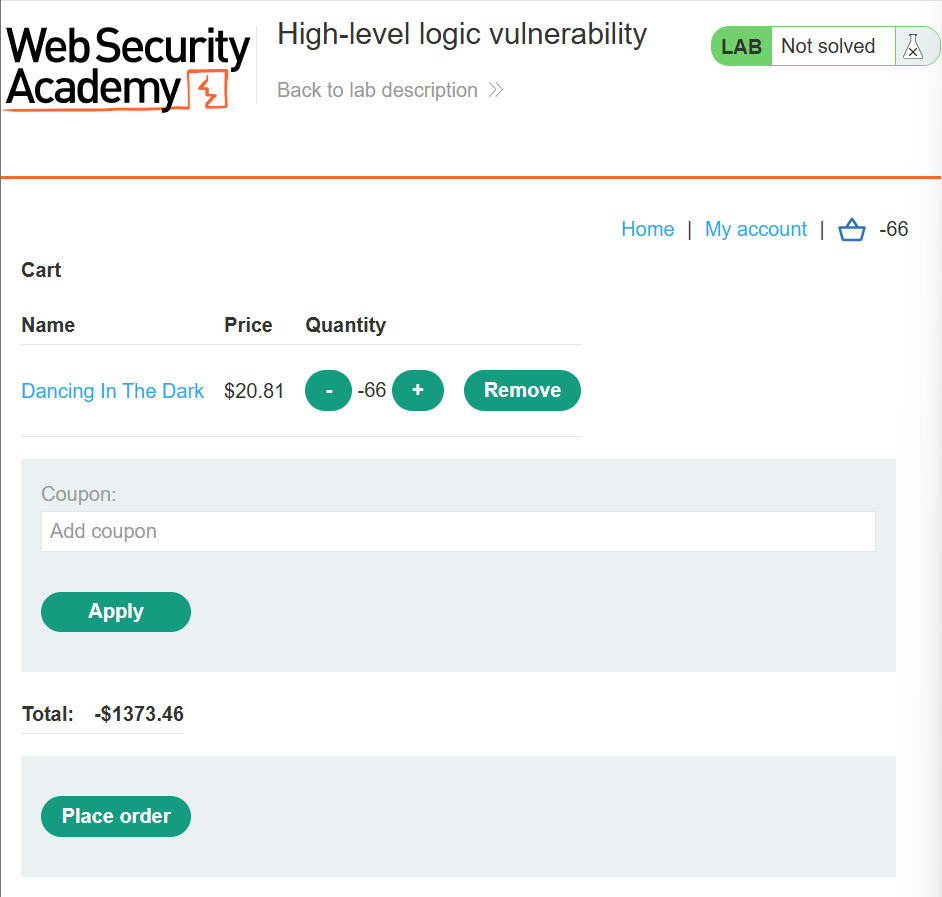 Web Security
Academy
High-level logic vulnerability
Back to lab description
LAB Not solved
Home | My account | -66
Cart
Name Price Quantity
Dancing In The Dark $20.81 - -66 + Remove
Coupon:
Add coupon
Apply
Total: -$1373.46
Place order